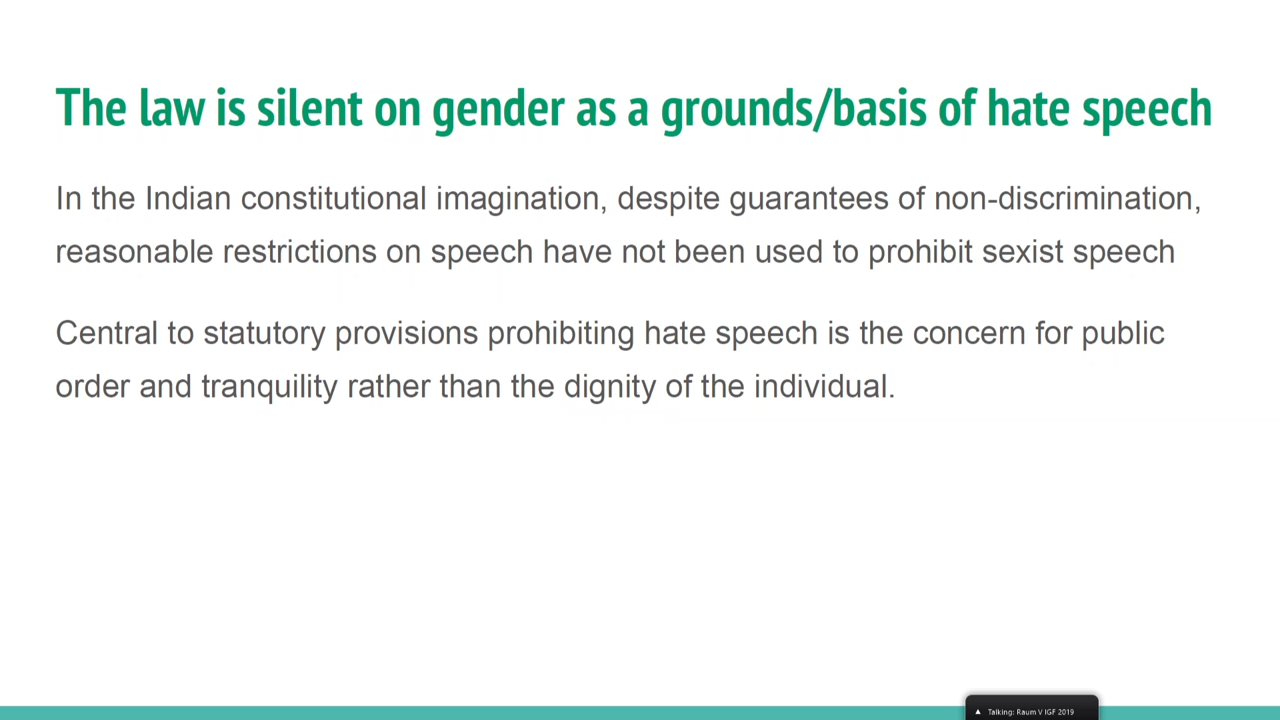 The law is silent on gender as a grounds/basis of hate speech
In the Indian constitutional imagination, despite guarantees of non-discrimination,
reasonable restrictions on speech have not been used to prohibit sexist speech
Central to statutory provisions prohibiting hate speech is the concern for public
order and tranquility rather than the dignity of the individual.
Talking: Raum V IGF 2019